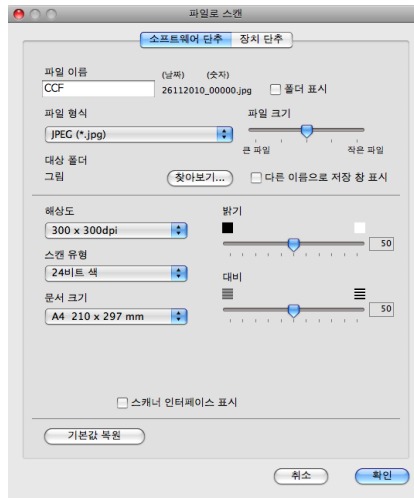 파일로 스캔
소프트웨어 단추 장치 단추
파일 이름 (날짜) (숫자)
CCF 26112010_00000.jpg 폴더 표시
파일 형식 파일 크기
JPEG (*.jpg)
큰 파일 작은 파일
대상 폴더
그림 찾아보기... 다른 이름으로 저장 창 표시
해상도 밝기
300 x 300dpi
50
스캔 유형
24비트 색 대비
문서 크기
A4 210 x 297 mm 50
스캐너 인터페이스 표시
기본값 복원
취소 확인